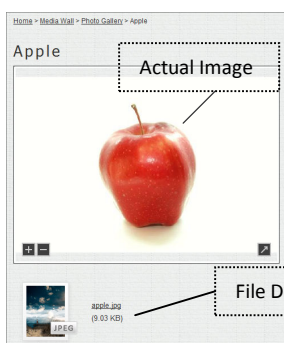 Home > Media Wall > Photo Gallery > Apple
Apple
Actual Image
+ -
apple.jpg
(9.03 KB)
JPEG
File D